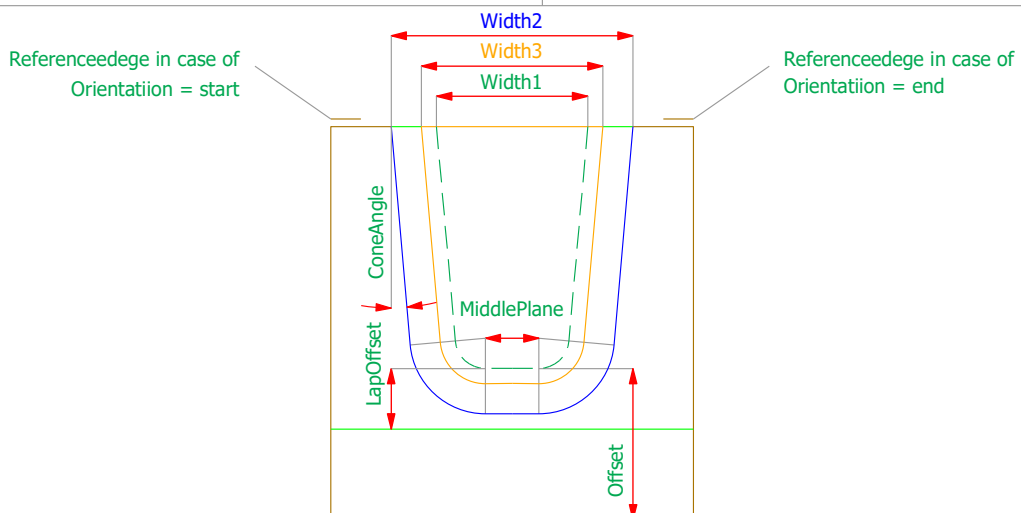 Width2
Referenceedege in case of
Orientatiion = start
Width3
Width1
Referenceedege in case of
Orientatiion = end
ConeAngle
MiddlePlane
LapOffset
Offset